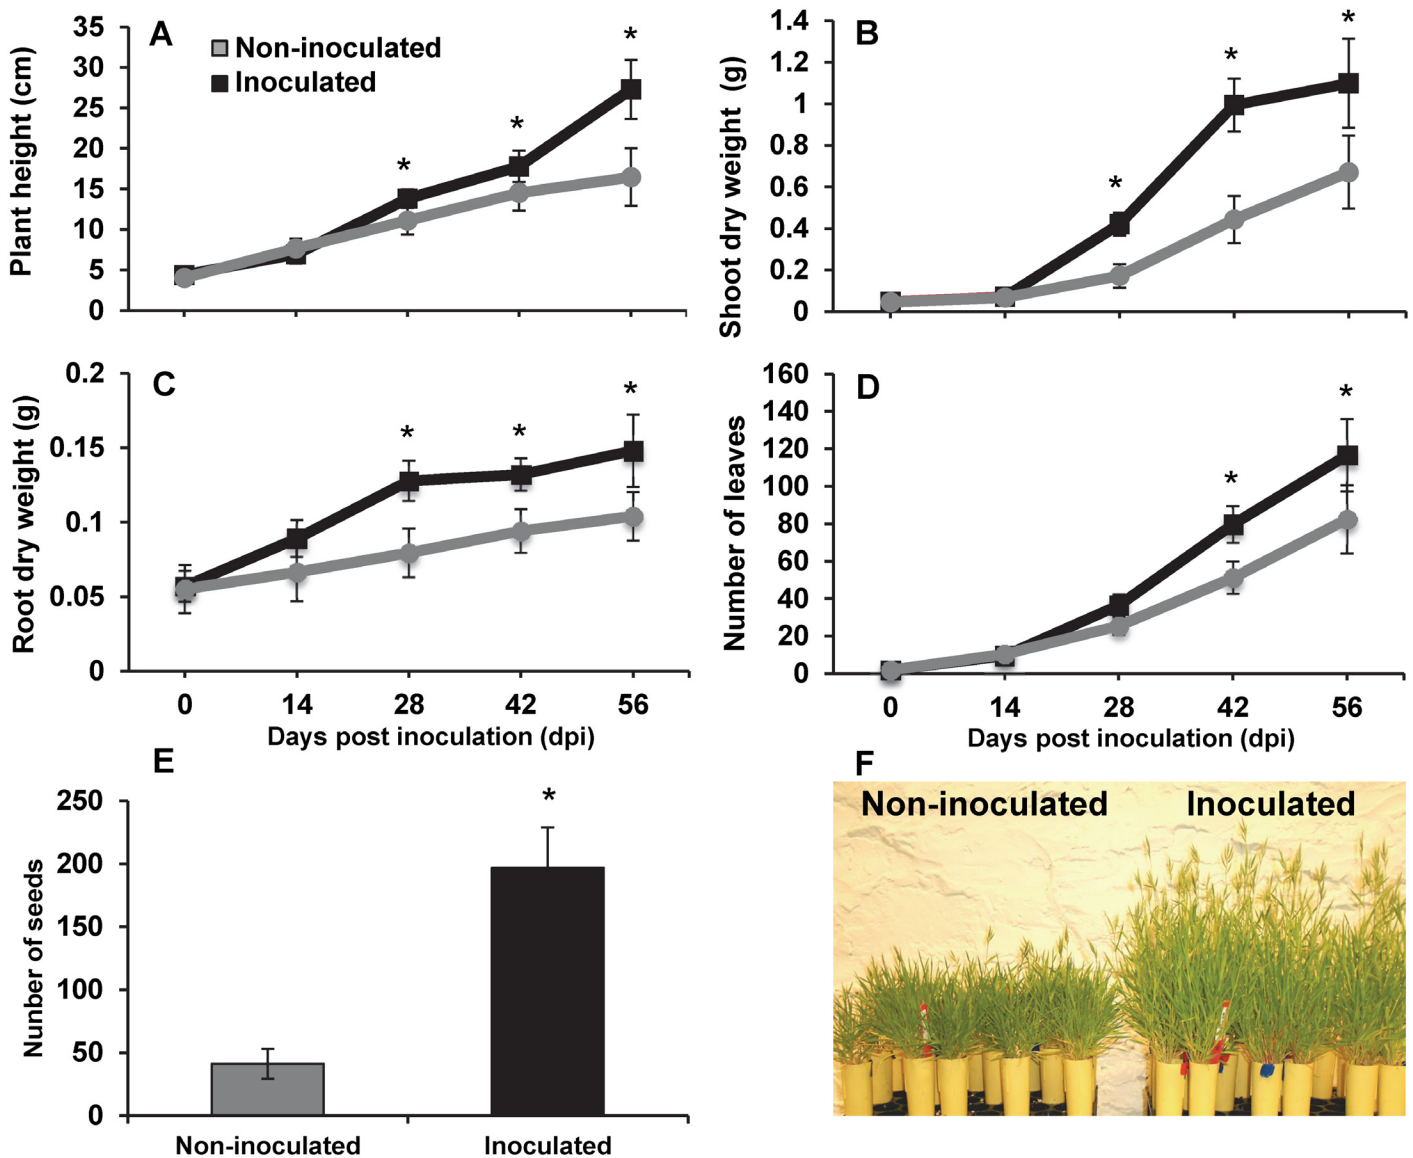 A
Non-inoculated
Inoculated
Plant height (cm)
35
30
25
20
15
10
5
0
*
*
*
B
Shoot dry weight (g)
1.4
1.2
1
0.8
0.6
0.4
0.2
0
*
*
*
C
Root dry weight (g)
0.2
0.15
0.1
0.05
0
*
*
*
0 14 28 42 56
Days post inoculation (dpi)
D
Number of leaves
160
140
120
100
80
60
40
20
0
*
*
0 14 28 42 56
Days post inoculation (dpi)
E
Nunber of seeds
250
200
150
100
50
0
*
Non-inoculated Inoculated
F
Non-inoculated Inoculated